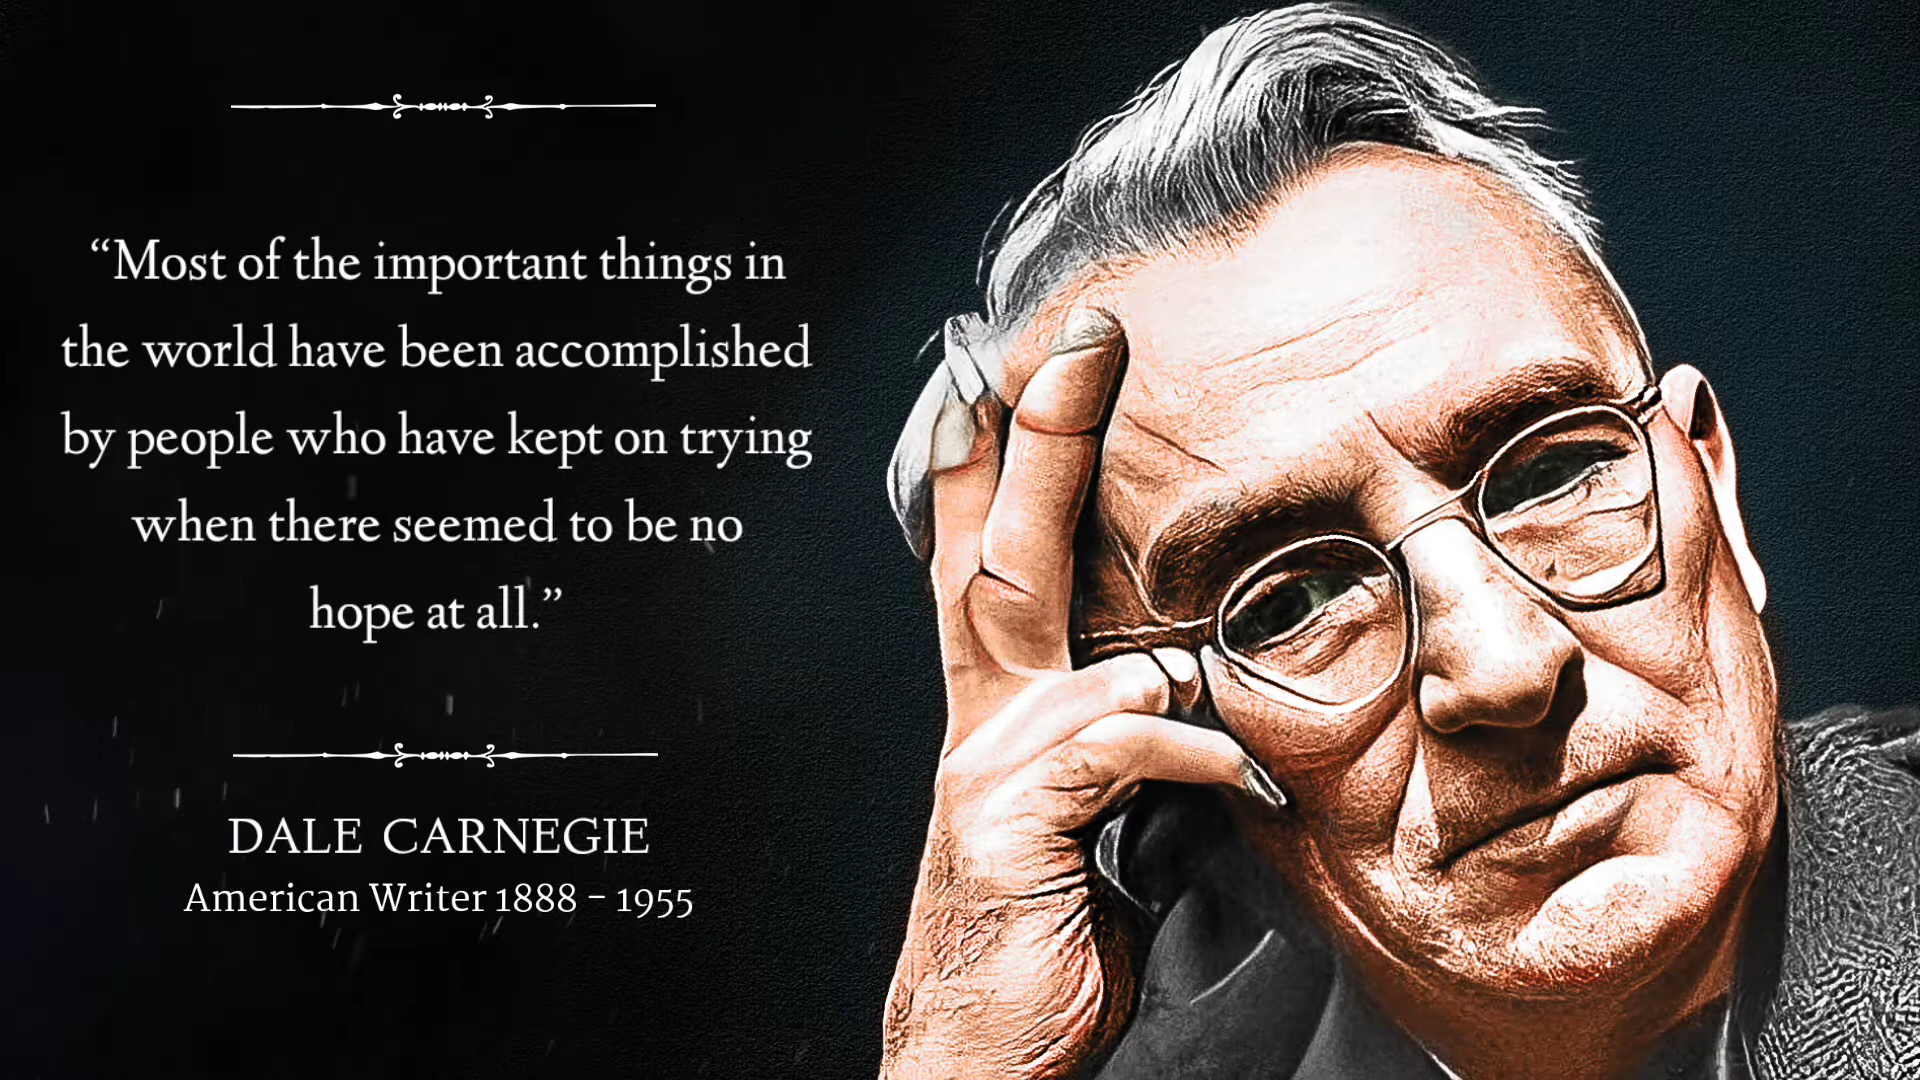 “Most of the important things in
the world have been accomplished
by people who have kept on trying
when there seemed to be no
hope at all.”
DALE CARNEGIE
American Writer 1888 – 1955